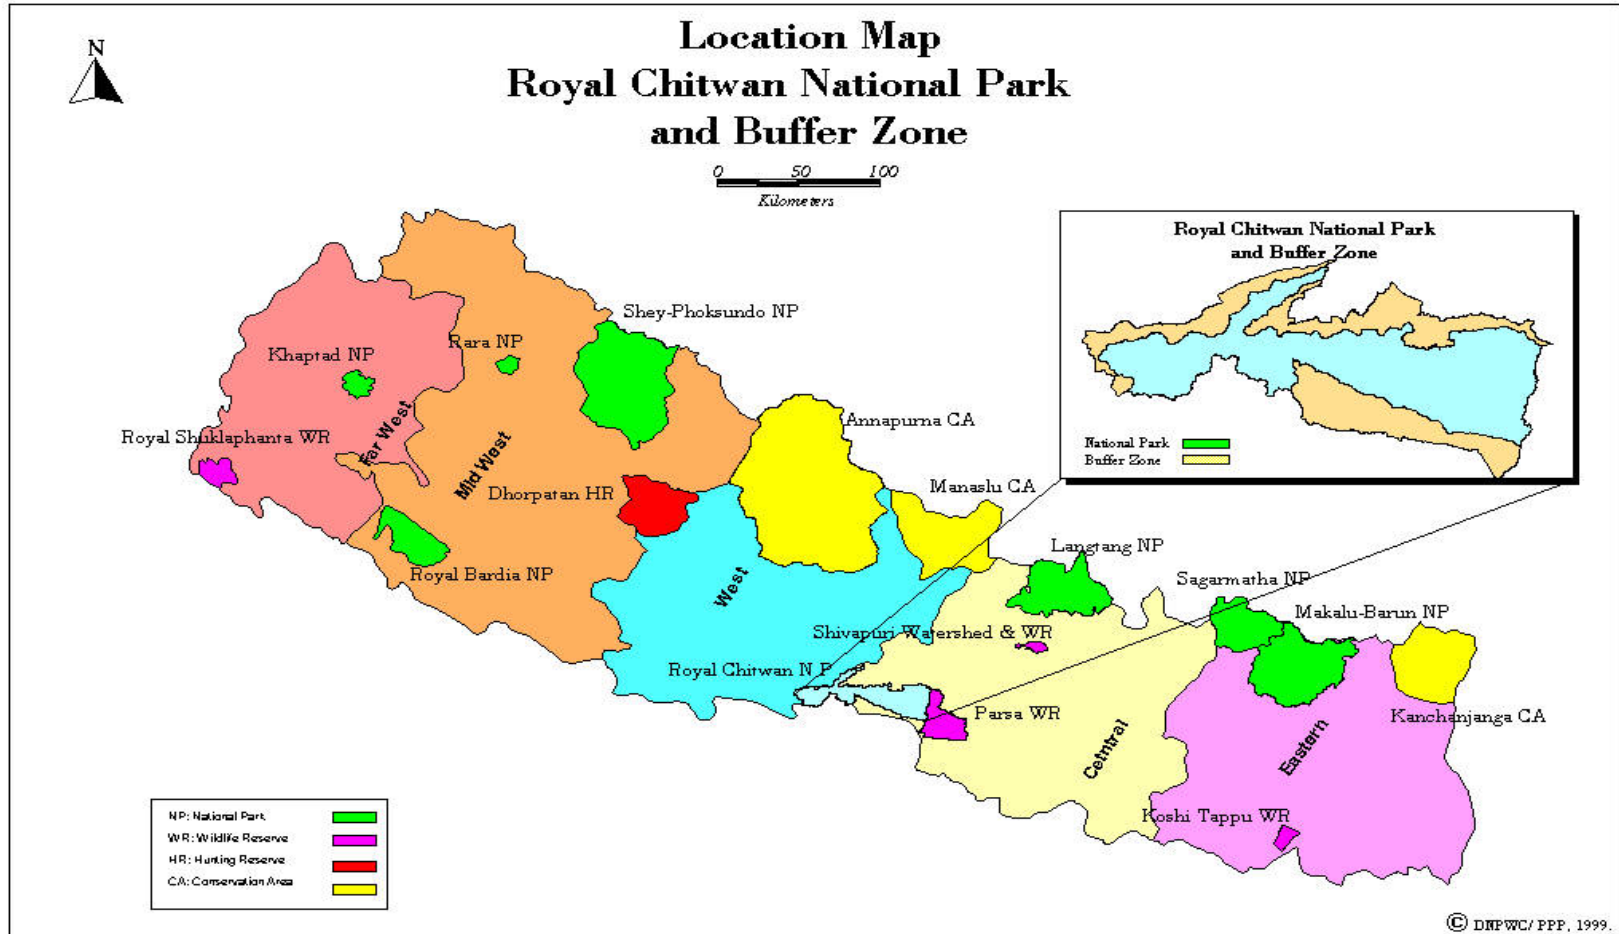 Location Map
Royal Chitwan National Park
and Buffer Zone
N
0 50 100
Kilometers
Royal Chitwan National Park
and Buffer Zone
National Park
Buffer Zone
Shey-Phoksundo NP
Rara NP
Khaptad NP
Far West
Royal Shuklaphanta WR
Mid West
Annapurna CA
Dhorpatan HR
Manaslu CA
Royal Bardia NP
West
Langtang NP
Sagarmatha NP
Makalu-Barun NP
Shivapuri Watershed & WR
Royal Chitwan N P
Parsa WR
Kanchanjanga CA
Cetntral
Eastern
Koshi Tappu WR
NP: National Park
WR: Wildlife Reserve
HR: Hunting Reserve
CA: Conservation Area
© DNPWC/ PPP, 1999.